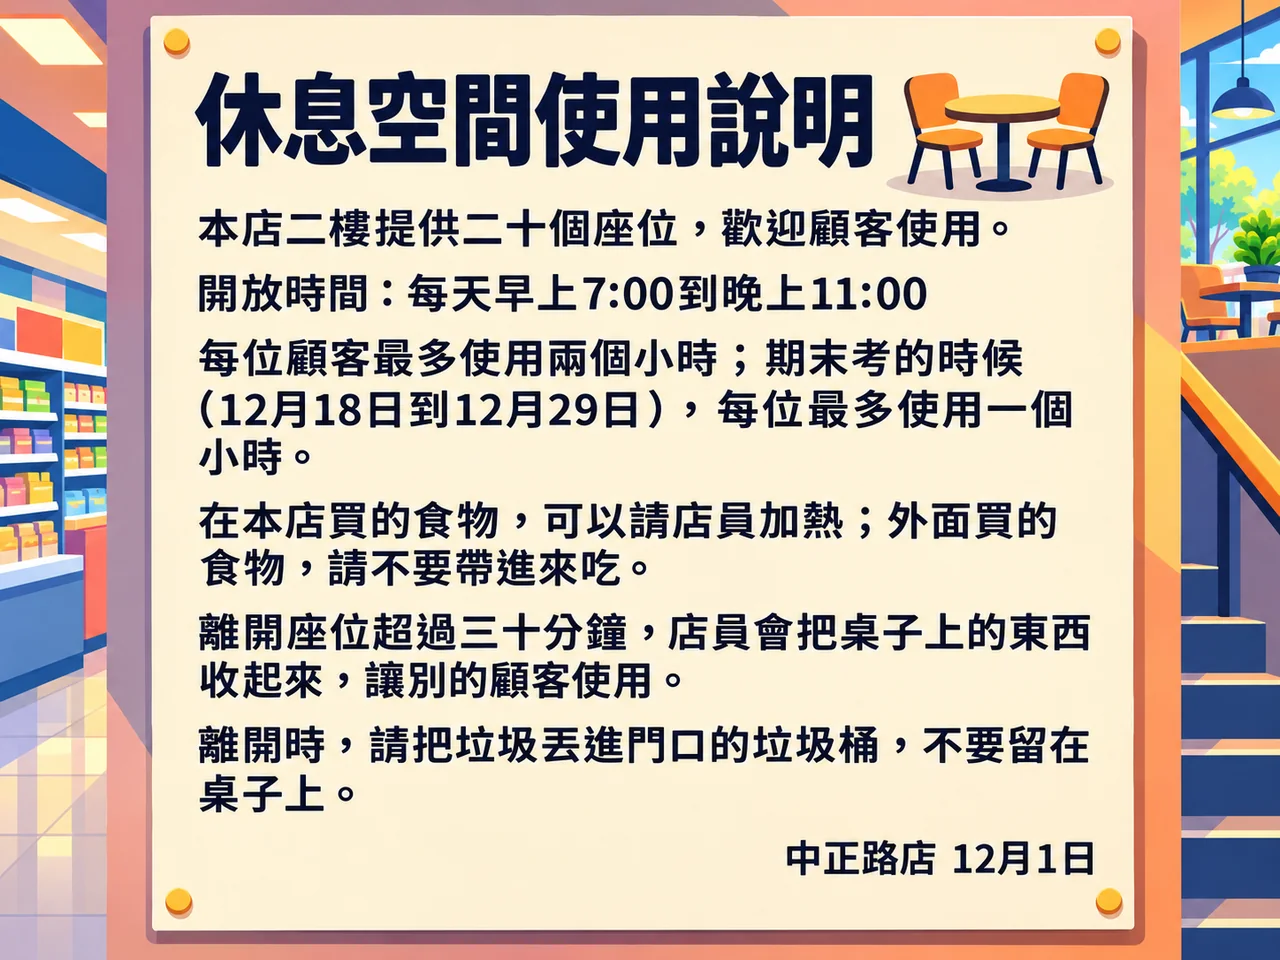 休息空間使用說明
本店二樓提供二十個座位，歡迎顧客使用。
開放時間：每天早上7:00到晚上11:00
每位顧客最多使用兩個小時；期末考的時候
（12月18日到12月29日），每位最多使用一個
小時。
在本店買的食物，可以請店員加熱；外面買的
食物，請不要帶進來吃。
離開座位超過三十分鐘，店員會把桌子上的東西
收起來，讓別的顧客使用。
離開時，請把垃圾丟進門口的垃圾桶，不要留在
桌子上。
中正路店 12月1日